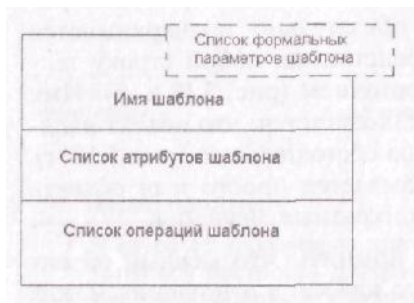 Список формальных
параметров шаблона
Имя шаблона
Список атрибутов шаблона
Список операций шаблона